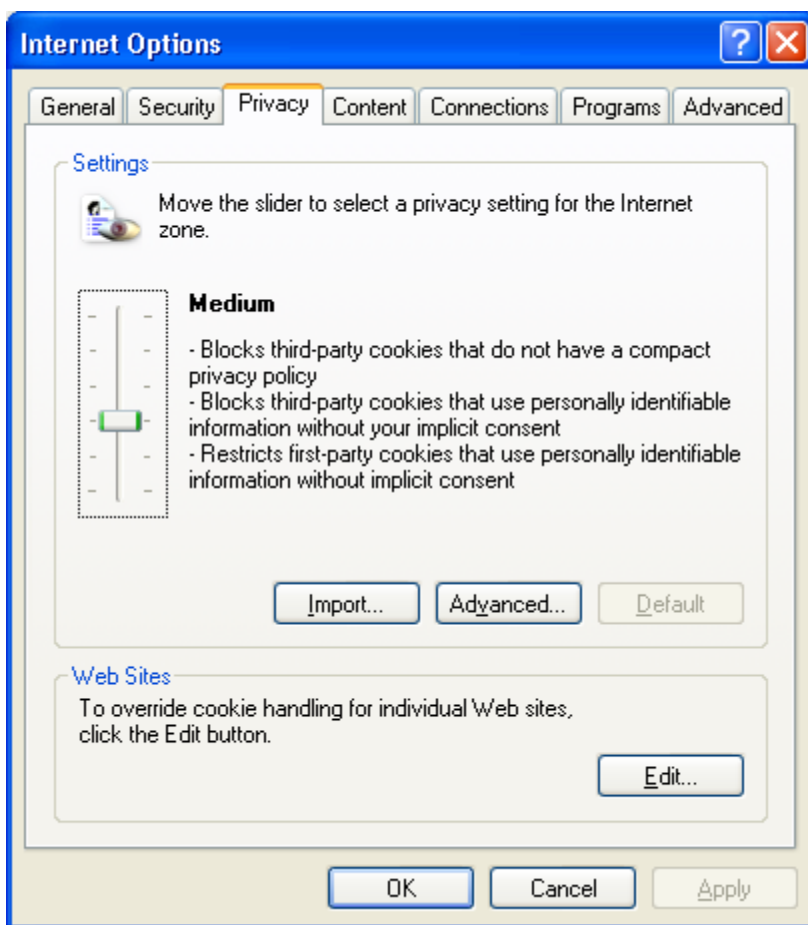 Internet Options
General Security Privacy Content Connections Programs Advanced
Settings
Move the slider to select a privacy setting for the Internet
zone.
Medium
- Blocks third-party cookies that do not have a compact
privacy policy
- Blocks third-party cookies that use personally identifiable
information without your implicit consent
- Restricts first-party cookies that use personally identifiable
information without implicit consent
Import... Advanced... Default
Web Sites
To override cookie handling for individual Web sites,
click the Edit button.
Edit...
OK Cancel Apply